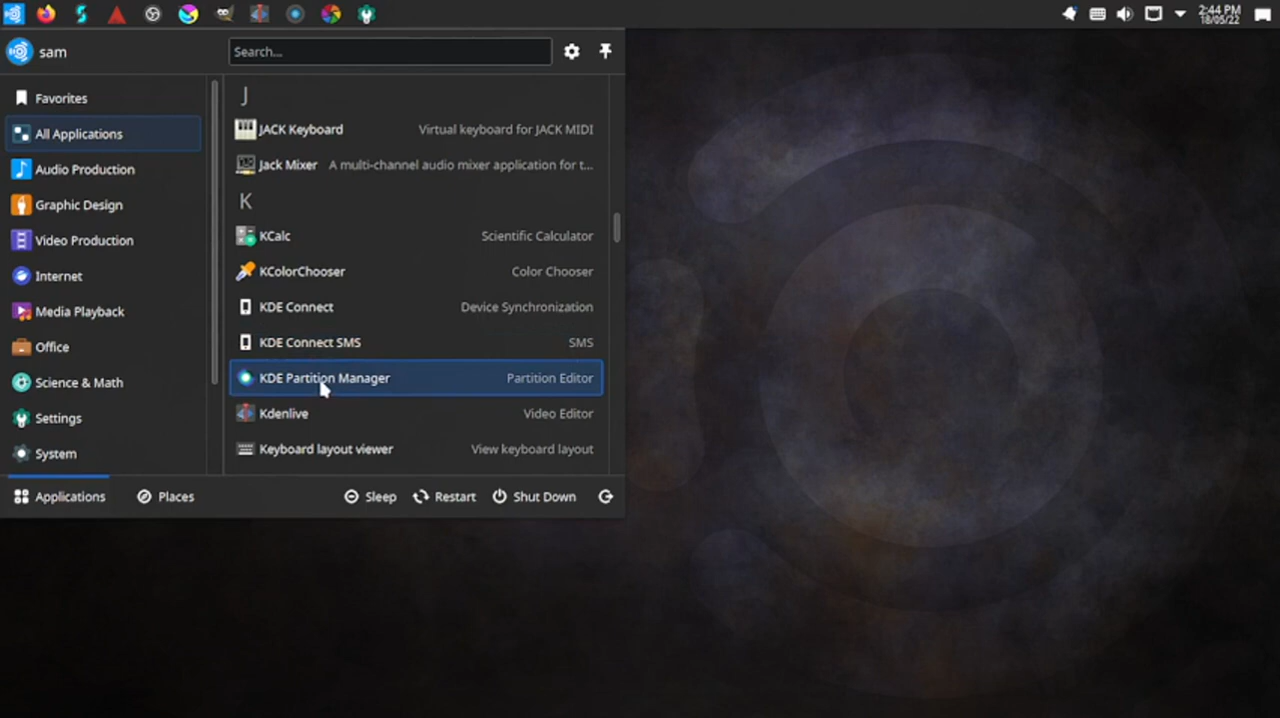 2:44 PM
18/05/22
sam
Search...
Favorites
All Applications
Audio Production
Graphic Design
Video Production
Internet
Media Playback
Office
Science & Math
Settings
System
J
JACK Keyboard Virtual keyboard for JACK MIDI
Jack Mixer A multi-channel audio mixer application for t...
K
KCalc Scientific Calculator
KColorChooser Color Chooser
KDE Connect Device Synchronization
KDE Connect SMS SMS
KDE Partition Manager Partition Editor
Kdenlive Video Editor
Keyboard layout viewer View keyboard layout
Applications Places Sleep Restart Shut Down